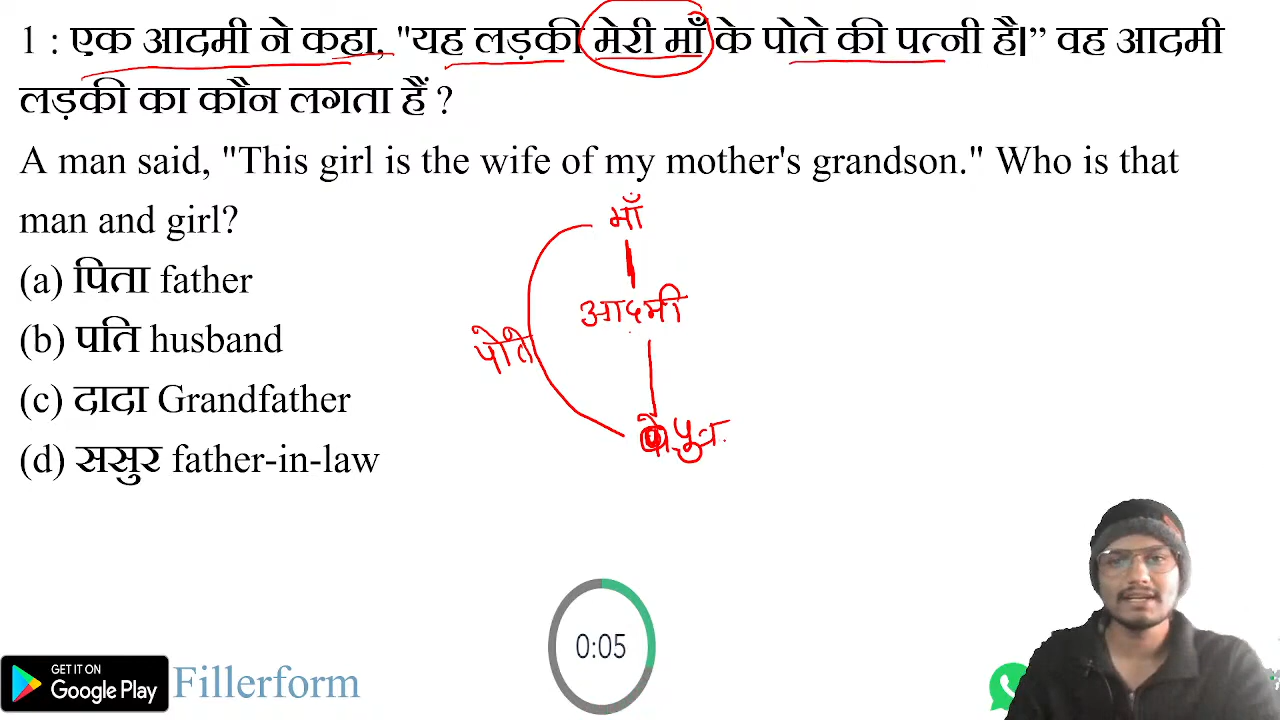 1 : एक आदमी ने कहा, "यह लड़की मेरी माँ के पोते की पत्नी है।” वह आदमी
लड़की का कौन लगता हैं ?
A man said, "This girl is the wife of my mother's grandson." Who is that
man and girl?
(a) पिता father
(b) पति husband
(c) दादा Grandfather
(d) ससुर father-in-law
माँ
आदमी
पोते
पुत्र
0:05
GET IT ON
Google Play
Fillerform